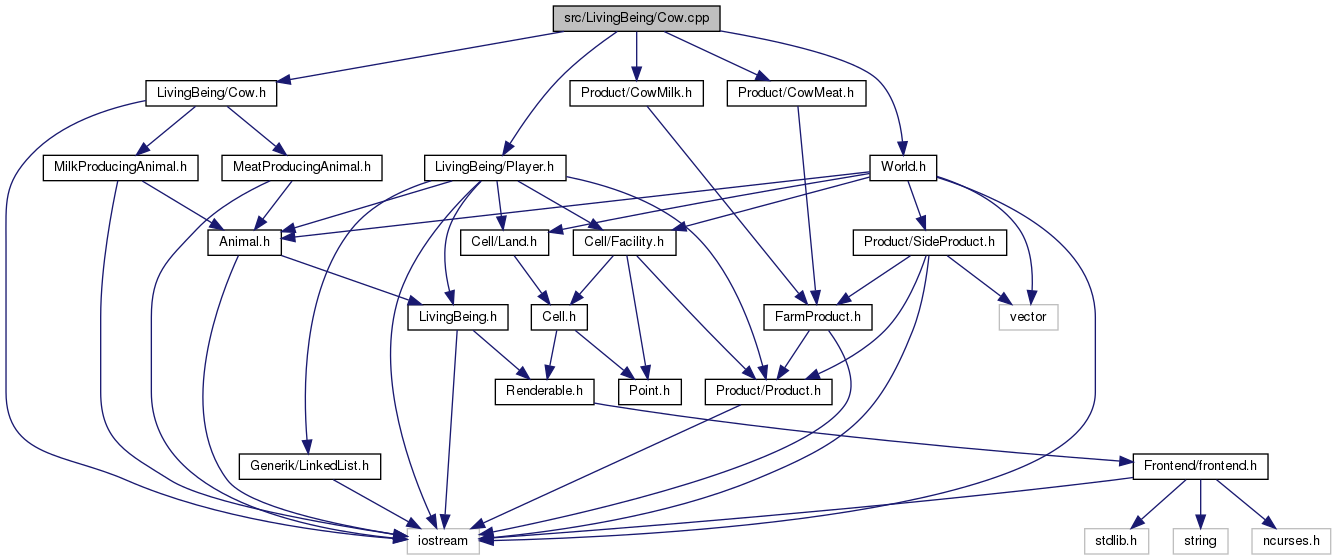 src/LivingBeing/Cow.cpp
LivingBeing/Cow.h
Product/CowMilk.h
Product/CowMeat.h
MilkProducingAnimal.h
MeatProducingAnimal.h
LivingBeing/Player.h
World.h
Animal.h
Cell/Land.h
Cell/Facility.h
Product/SideProduct.h
LivingBeing.h
Cell.h
FarmProduct.h
vector
Renderable.h
Point.h
Product/Product.h
Generik/LinkedList.h
Frontend/frontend.h
iostream
stdlib.h
string
ncurses.h